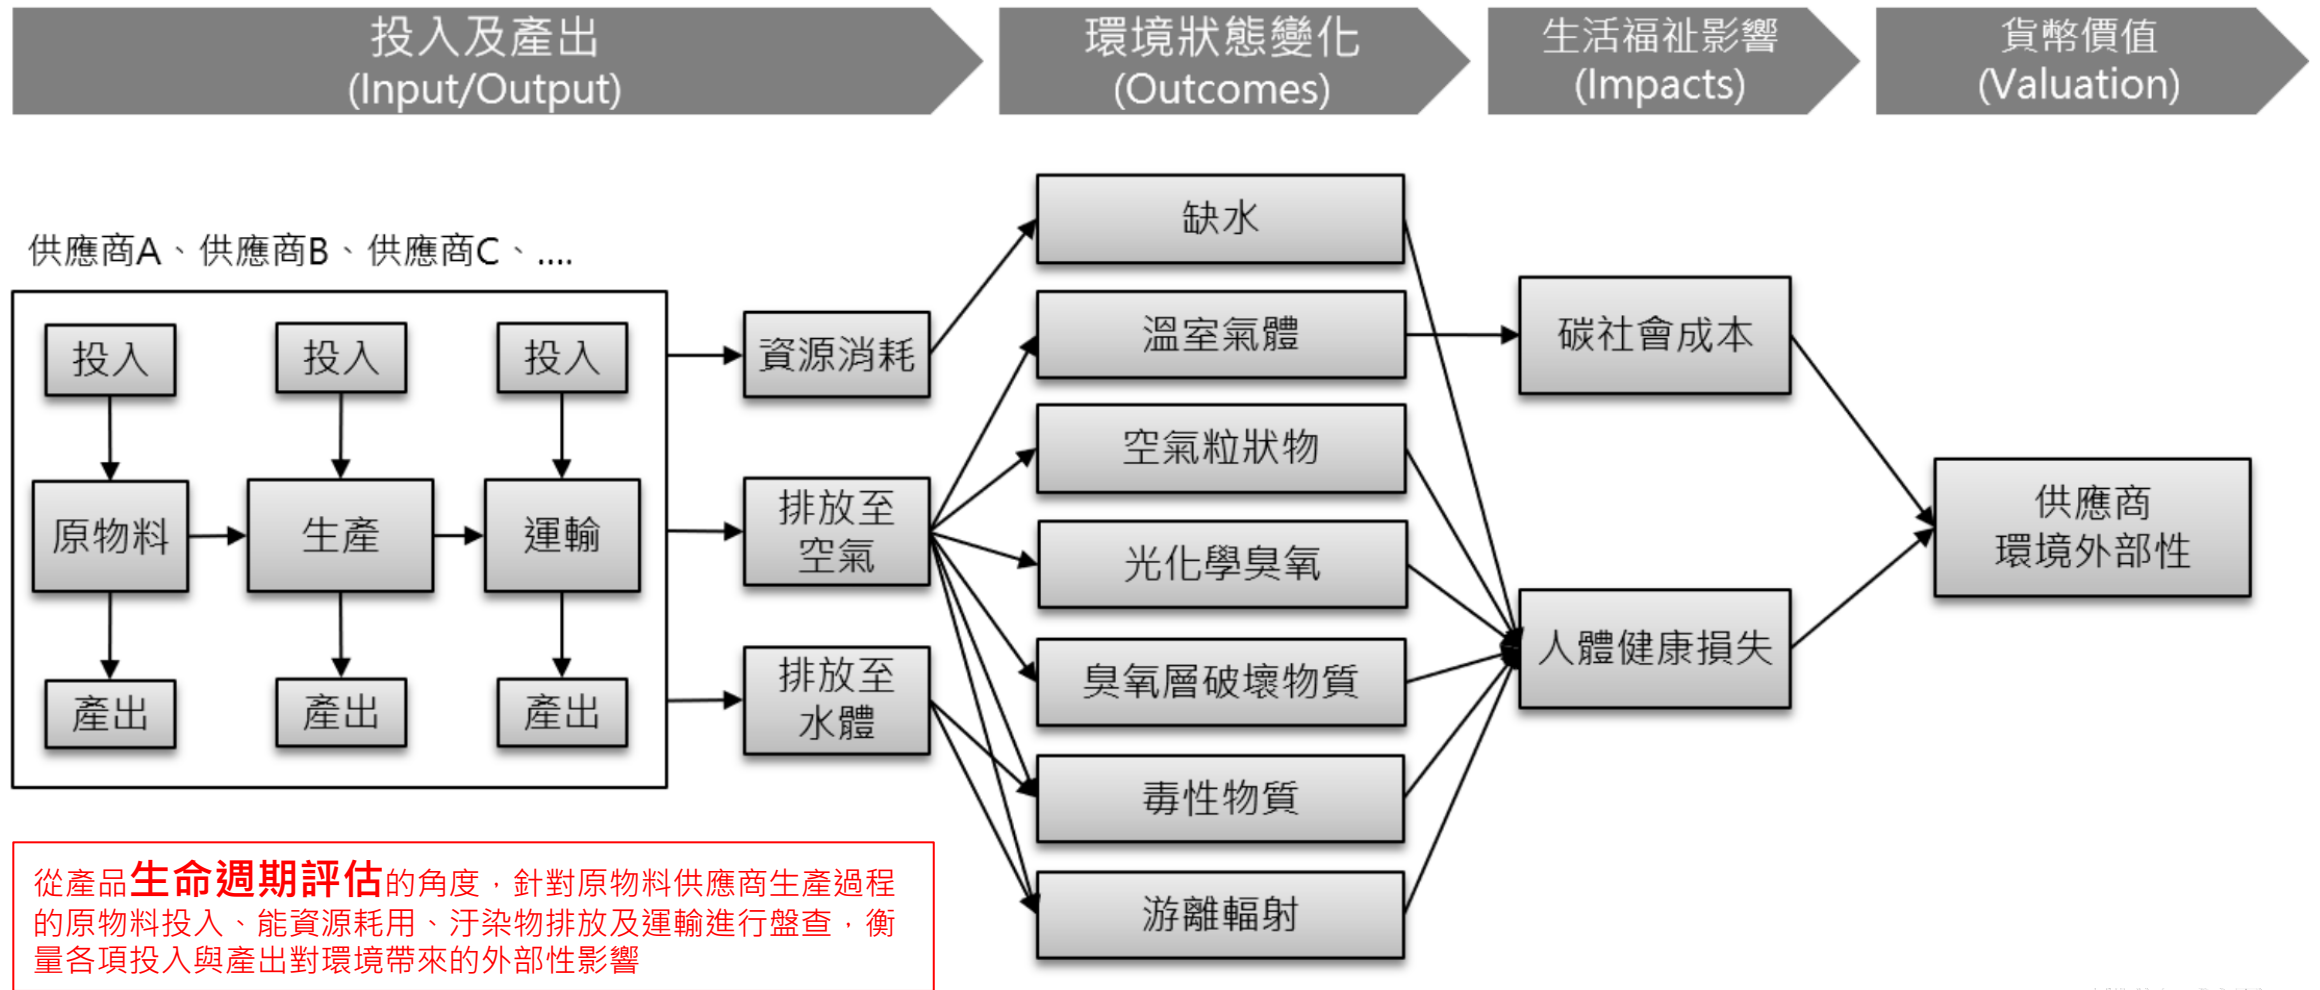 投入及產出
(Input/Output)
環境狀態變化
(Outcomes)
生活福祉影響
(Impacts)
貨幣價值
(Valuation)
供應商A、供應商B、供應商C、....
投入
投入
投入
原物料
生產
運輸
產出
產出
產出
資源消耗
排放至
空氣
排放至
水體
缺水
溫室氣體
空氣粒狀物
光化學臭氧
臭氧層破壞物質
毒性物質
游離輻射
碳社會成本
人體健康損失
供應商
環境外部性
從產品生命週期評估的角度，針對原物料供應商生產過程
的原物料投入、能資源耗用、汙染物排放及運輸進行盤查，衡
量各項投入與產出對環境帶來的外部性影響